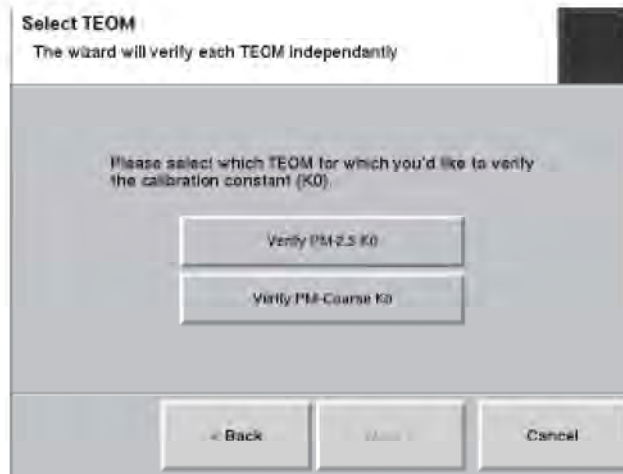 Select TEOM
The wizard will verify each TEOM independantly
Please select which TEOM for which you'd like to verify
the calibration constant (K0)
Verify PM-2.5 K0
Verify PM-Coarse K0
< Back
Cancel